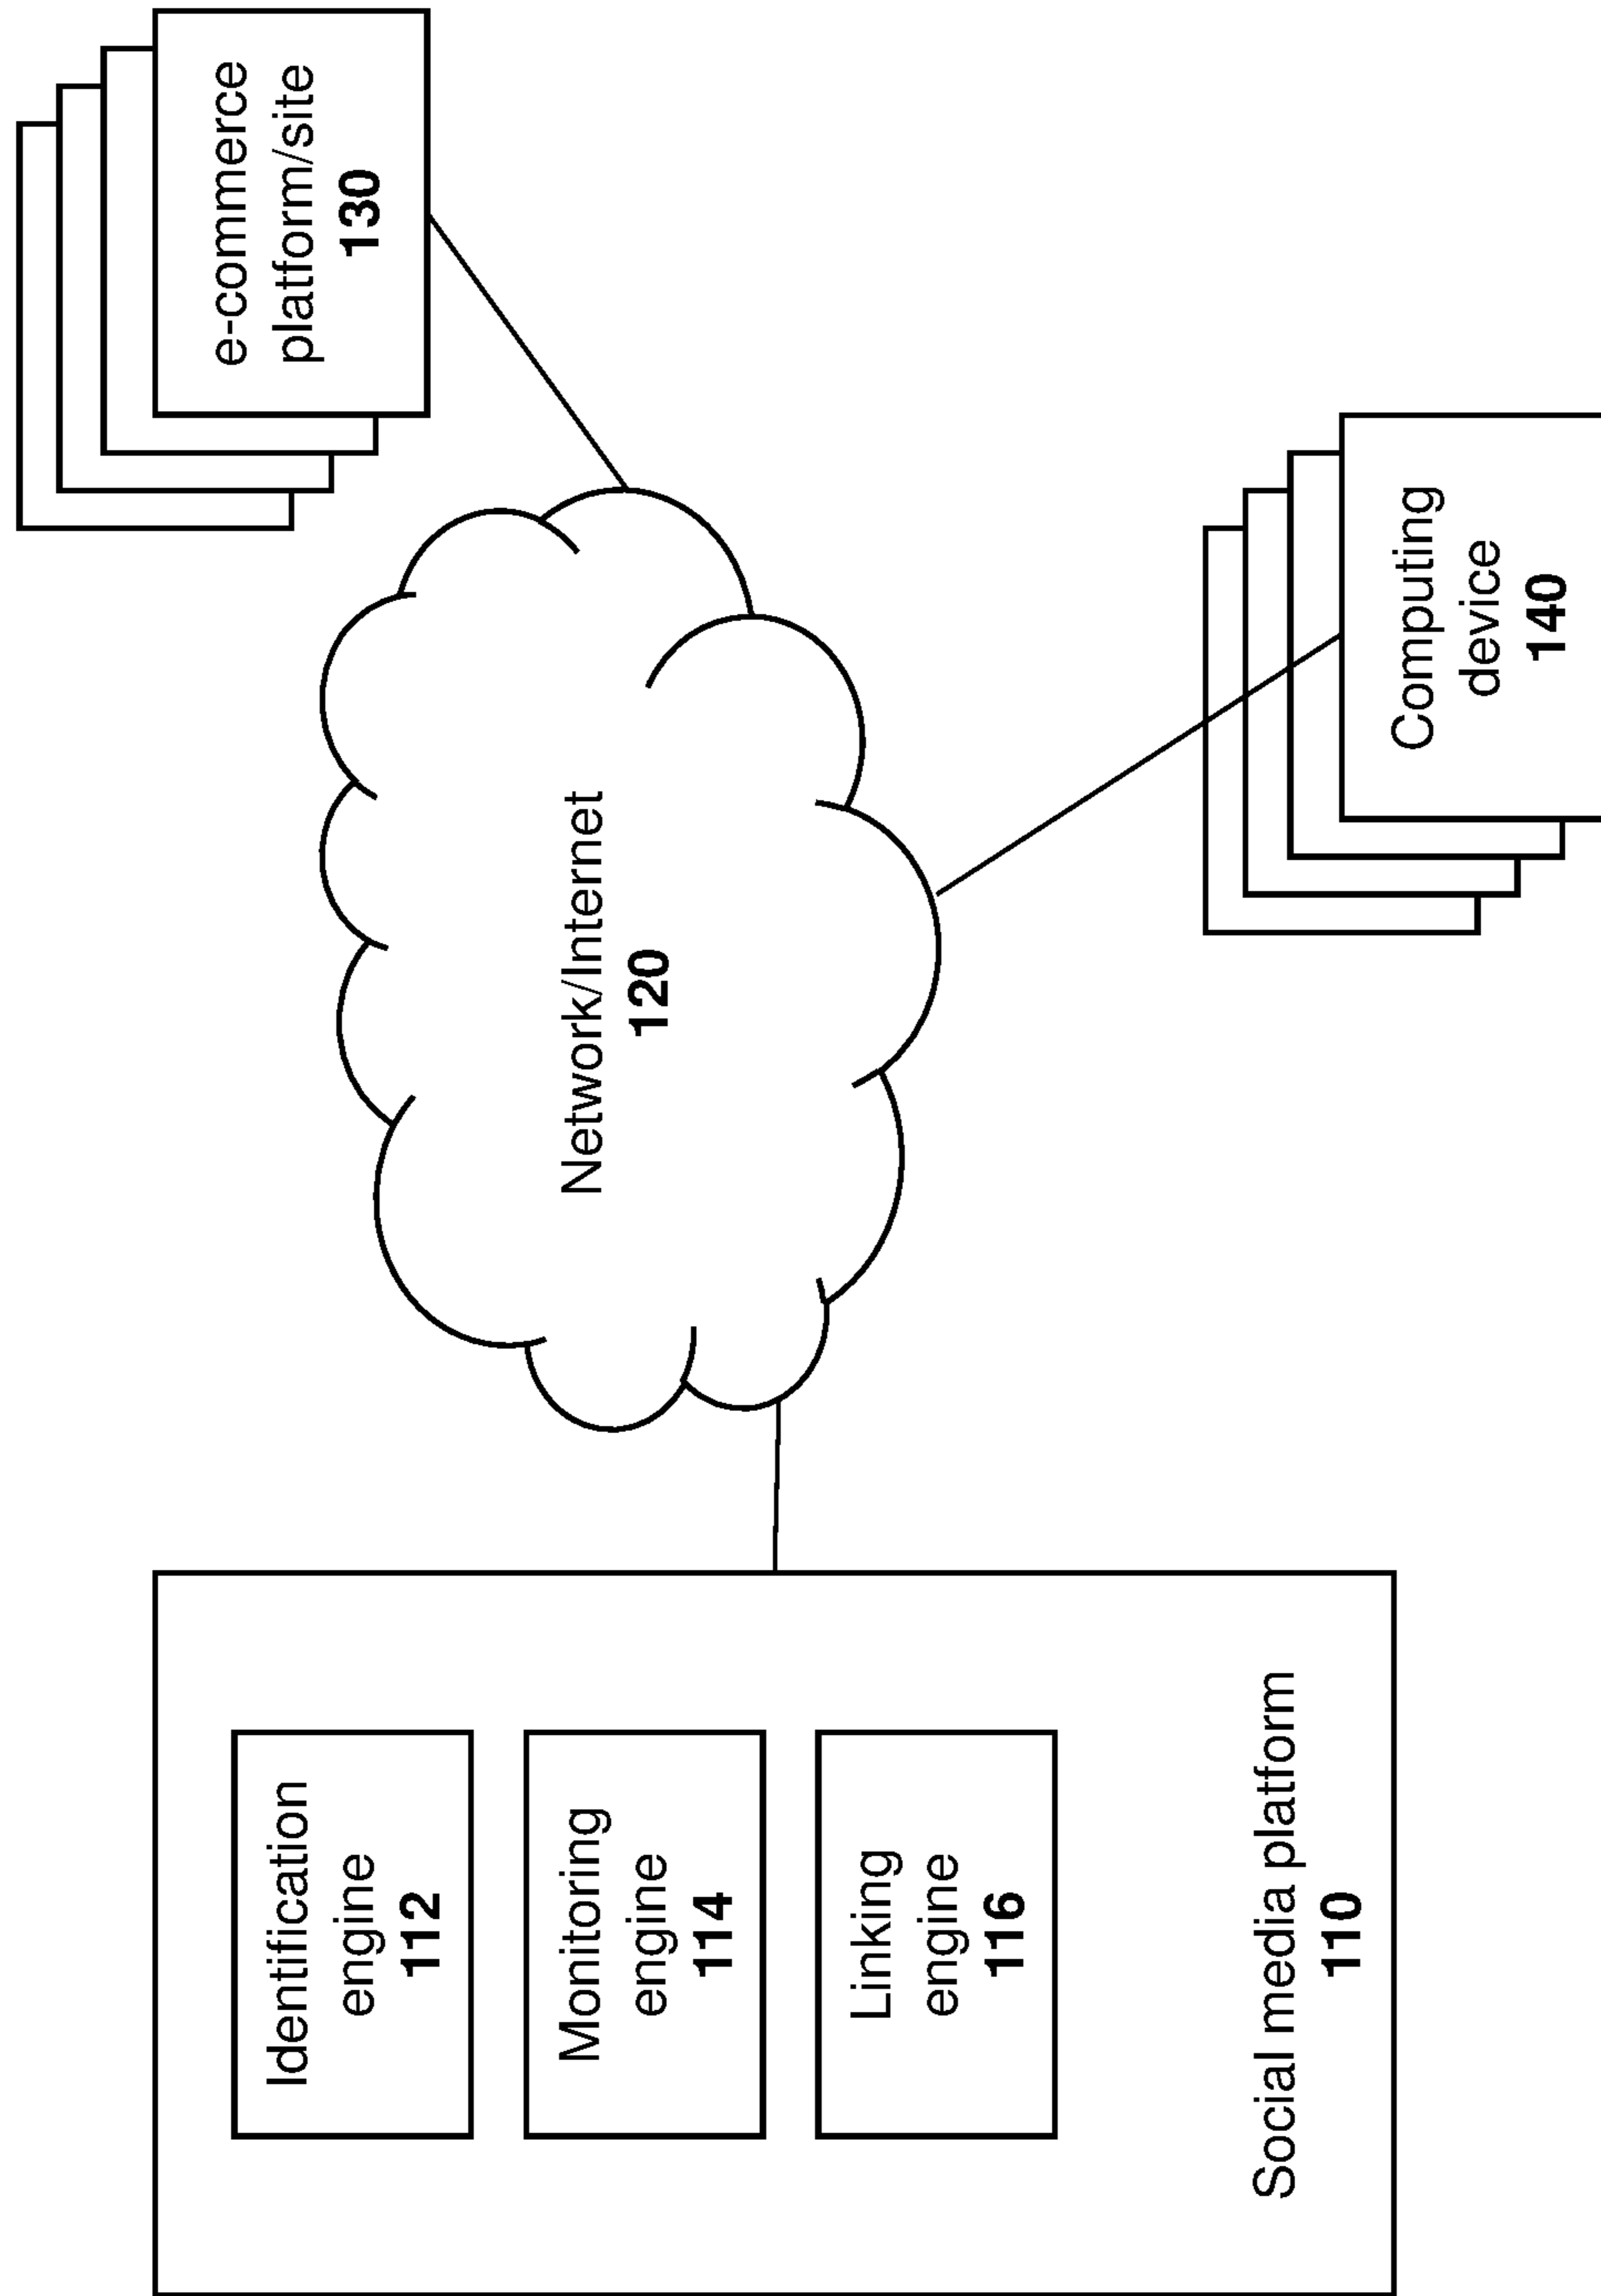 Identification
engine
112
Monitoring
engine
114
Linking
engine
116
Social media platform
110
Network/Internet
120
e-commerce
platform/site
130
Computing
device
140